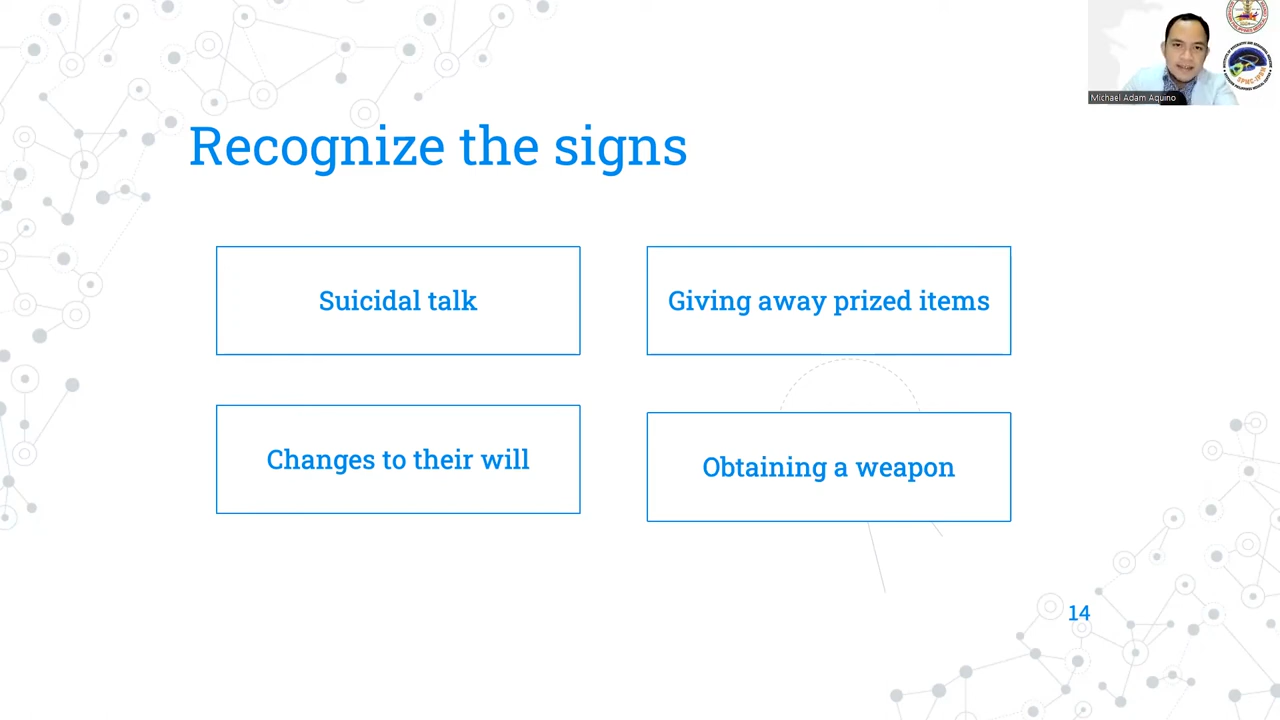 Michael Adam Aquino
Recognize the signs
Suicidal talk
Giving away prized items
Changes to their will
Obtaining a weapon
14